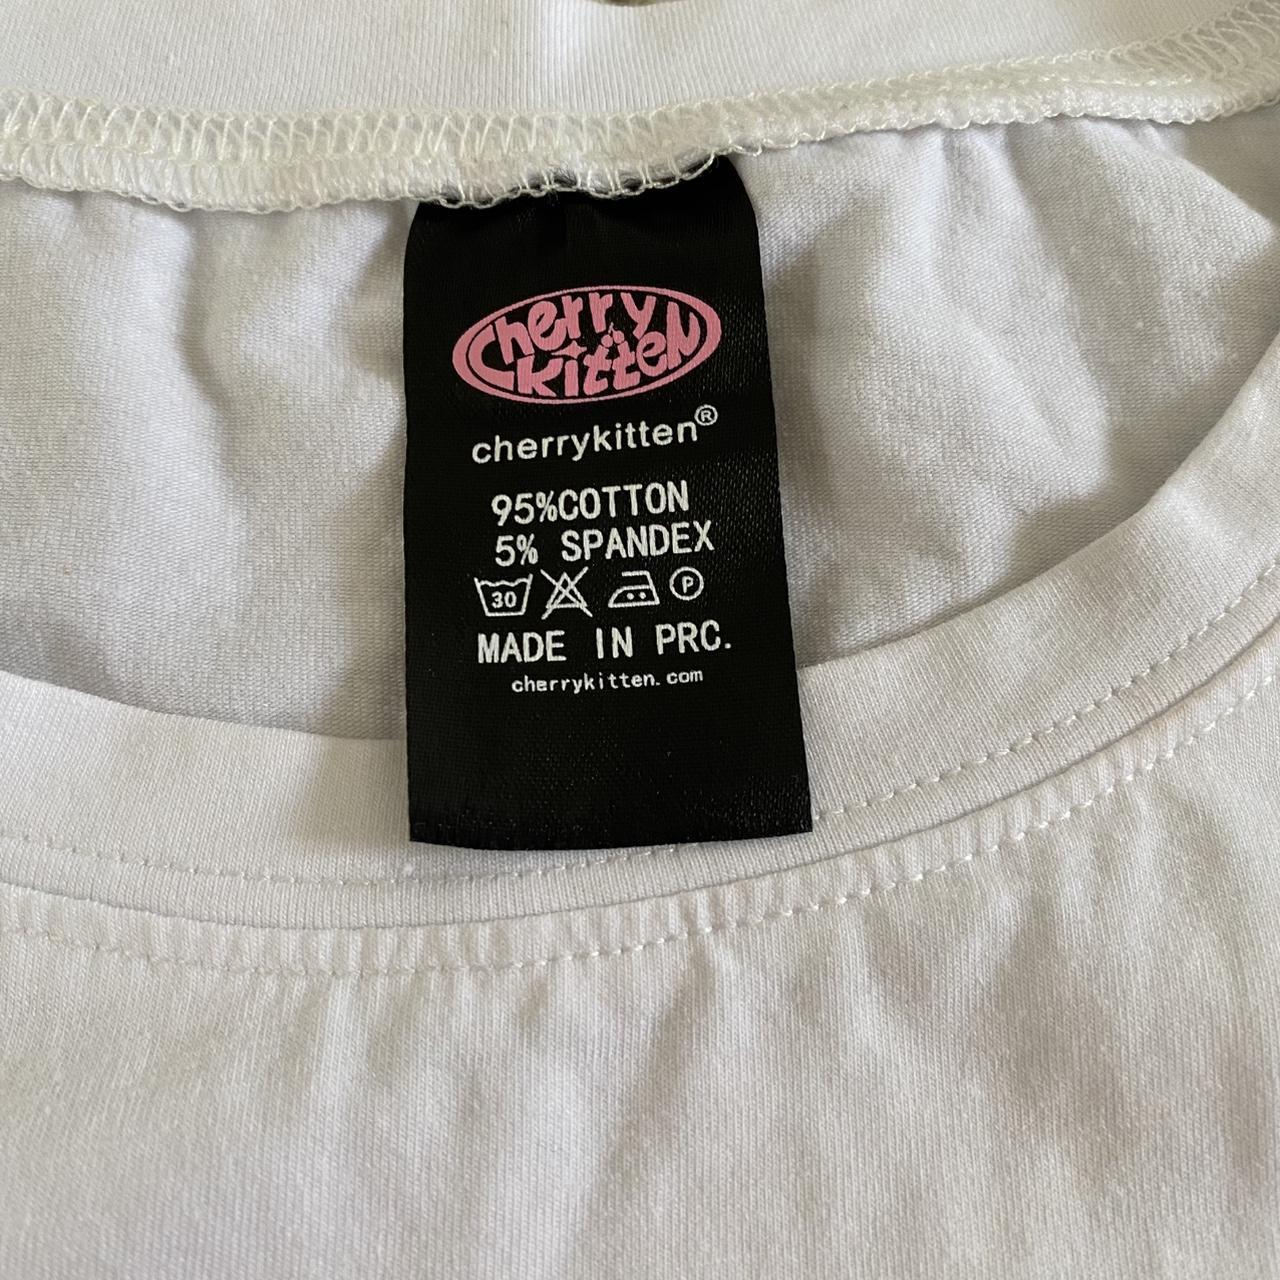 Cherry
Kitten
cherrykitten®
95%COTTON
5% SPANDEX
30 P
MADE IN PRC.
cherrykitten.com